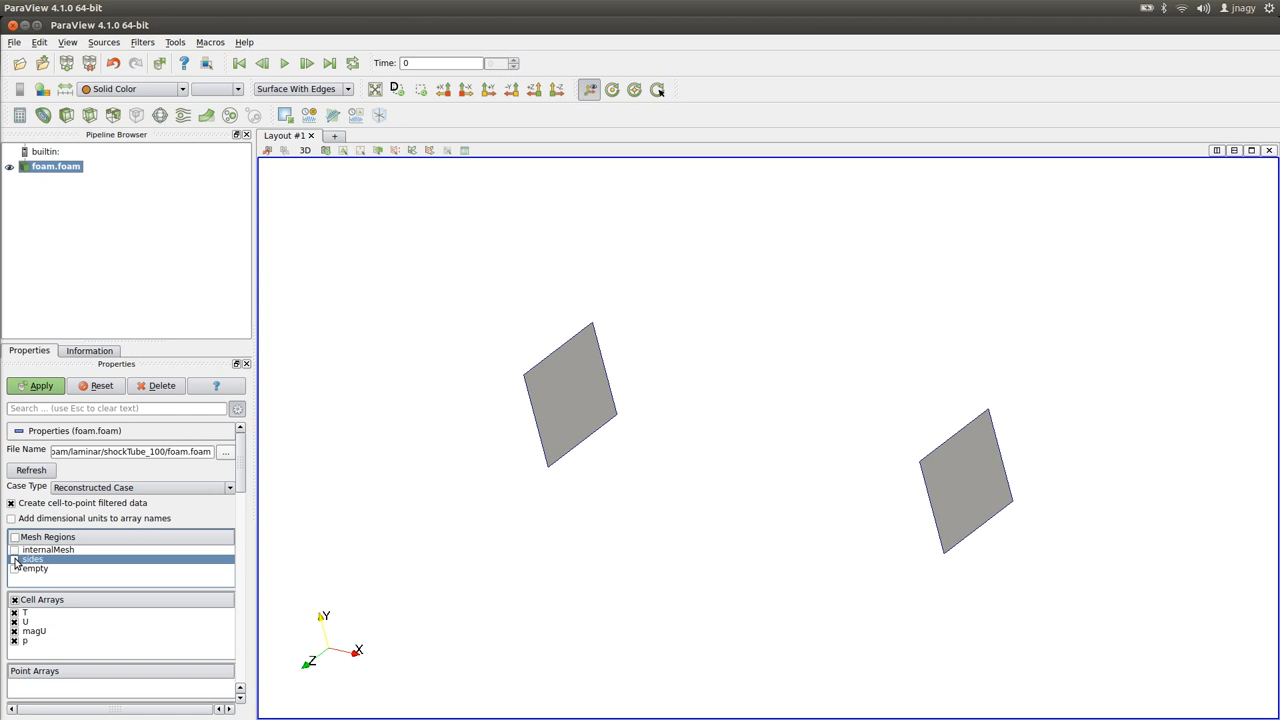 ParaView 4.1.0 64-bit
jnagy
ParaView 4.1.0 64-bit
File Edit View Cources Filters Tools Macros Help
Time: 0 0
Solid Color Surface With Edges
Pipeline Browser
Layout #1
builtin:
3D
foam.foam
Properties Information
Properties
Apply Reset Delete ?
Search ... (use Esc to clear text)
Properties (foam.foam)
File Name oam/laminar/shockTube_100/foam.foam ...
Refresh
Case Type Reconstructed Case
Create cell-to-point filtered data
Add dimensional units to array names
Mesh Regions
internalMesh
sides
empty
Cell Arrays
T
U
magU
p
Point Arrays
Y
X
Z